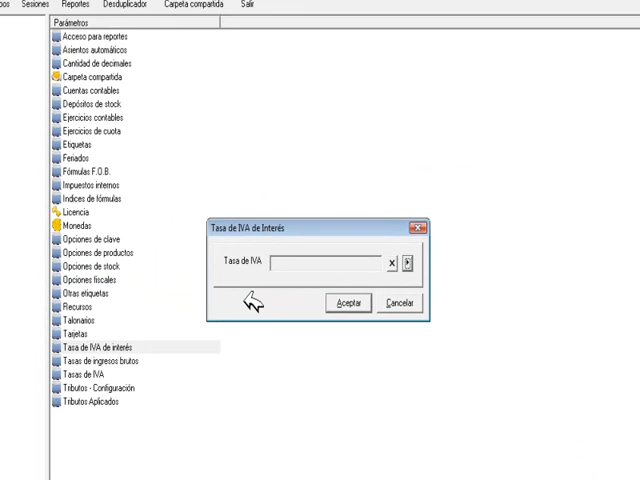 Sesiones Reportes Desduplicador Carpeta compartida Salir
Parámetros
Acceso para reportes
Asientos automáticos
Cantidad de decimales
Carpeta compartida
Cuentas contables
Depósitos de stock
Ejercicios contables
Ejercicios de cuota
Etiquetas
Feriados
Fórmulas F.O.B.
Impuestos internos
Indices de fórmulas
Licencia
Monedas
Opciones de clave
Opciones de productos
Opciones de stock
Opciones fiscales
Otras etiquetas
Recursos
Talonarios
Tarjetas
Tasa de IVA de interés
Tasas de ingresos brutos
Tasas de IVA
Tributos - Configuración
Tributos Aplicados
Tasa de IVA de Interés
Tasa de IVA
Aceptar Cancelar